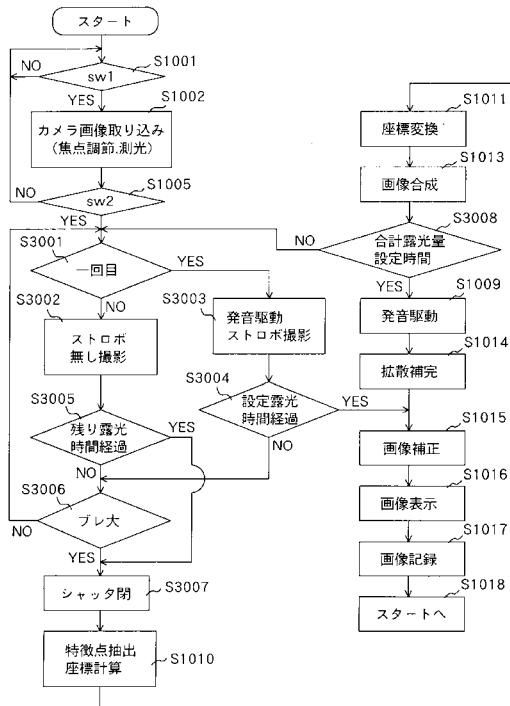 スタート
S1001
NO
sw1
YES
S1002
カメラ画像取り込み
(焦点調節.測光)
S1005
NO
sw2
YES
S3001
一回目
YES
NO
S3002
ストロボ
無し撮影
S3003
発音駆動
ストロボ撮影
S3004
設定露光
時間経過
YES
NO
S3005
残り露光
時間経過
YES
NO
S3006
ブレ大
NO
YES
S3007
シャッタ閉
特徴点抽出
座標計算
S1010
S1011
座標変換
S1013
画像合成
S3008
NO
合計露光量
設定時間
YES
S1009
発音駆動
S1014
拡散補完
S1015
画像補正
S1016
画像表示
S1017
画像記録
S1018
スタートへ